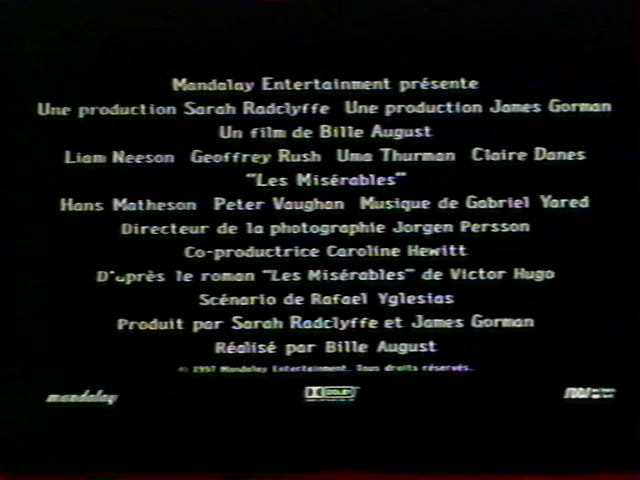 Mandalay Entertainment présente
Une production Sarah Radclyffe Une production James Gorman
Un film de Bille August
Liam Neeson Geoffrey Rush Uma Thurman Claire Danes
"Les Misérables"
Hans Matheson Peter Vaughan Musique de Gabriel Yared
Directeur de la photographie Jorgen Persson
Co-productrice Caroline Hewitt
D'après le roman "Les Misérables" de Victor Hugo
Scénario de Rafael Yglesias
Produit par Sarah Radclyffe et James Gorman
Réalisé par Bille August
© 1997 Mandalay Entertainment. Tous droits réservés.
mandalay DOLBY